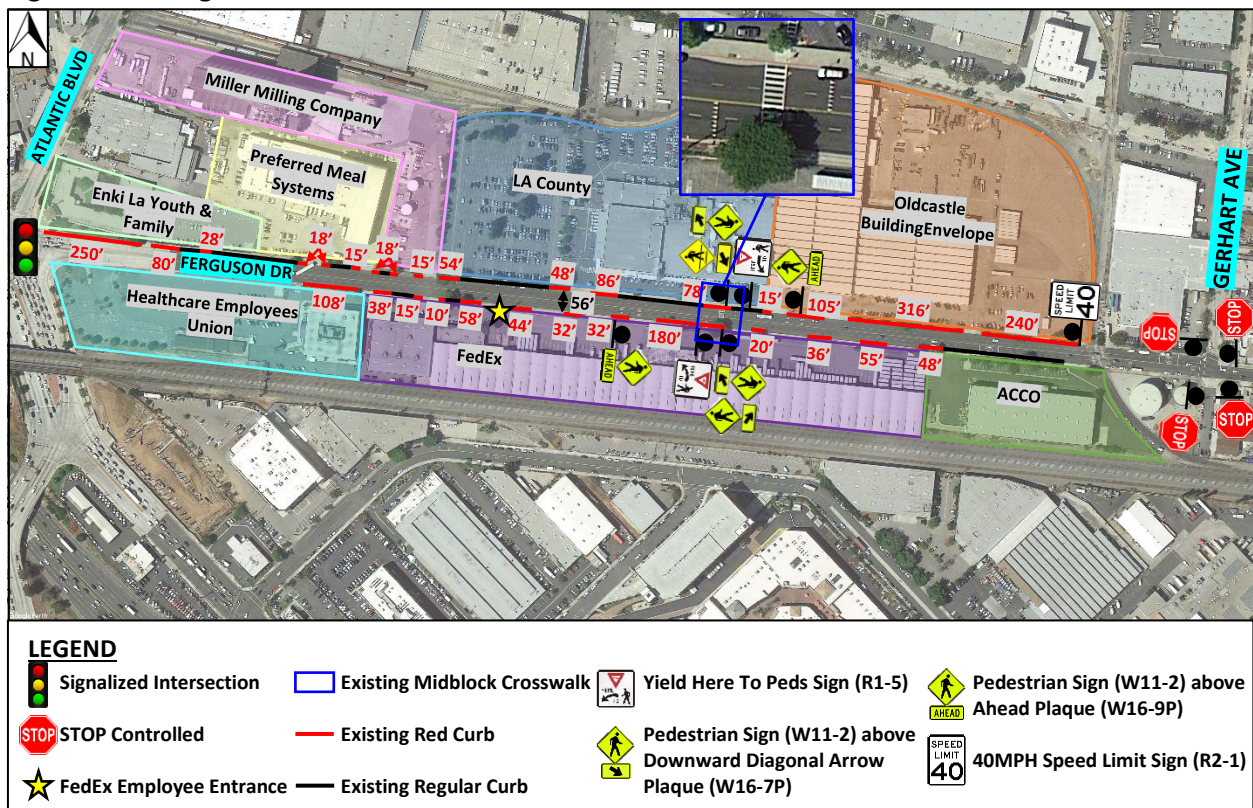 N
ATLANTIC BLVD
Miller Milling Company
Preferred Meal
Systems
Enki La Youth &
Family
LA County
Oldcastle
BuildingEnvelope
GERHART AVE
250’
28’
80’
FERGUSON DR
18’
15’
18’
15’
54’
48’
86’
56’
78’
15’
105’
316’
240’
AHEAD
SPEED
LIMIT
40
STOP
STOP
STOP
STOP
Healthcare Employees
Union
108’
38’
15’
10’
58’
44’
32’
32’
180’
20’
36’
55’
48’
AHEAD
FedEx
ACCO
LEGEND
Signalized Intersection
Existing Midblock Crosswalk
Yield Here To Peds Sign (R1-5)
Pedestrian Sign (W11-2) above
Ahead Plaque (W16-9P)
AHEAD
STOP
STOP Controlled
Existing Red Curb
Pedestrian Sign (W11-2) above
Downward Diagonal Arrow
Plaque (W16-7P)
SPEED
LIMIT
40
40MPH Speed Limit Sign (R2-1)
FedEx Employee Entrance
Existing Regular Curb